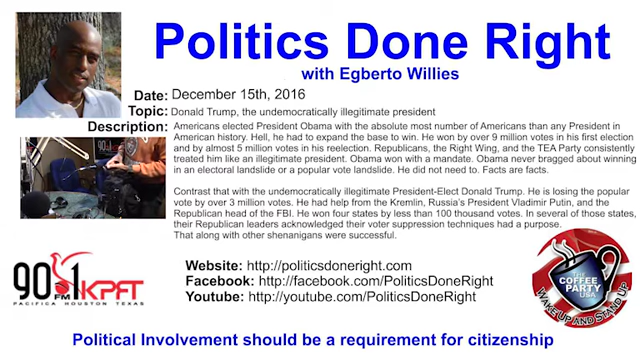 Politics Done Right
with Egberto Willies
Date: December 15th, 2016
Topic: Donald Trump, the undemocratically illegitimate president
Description: Americans elected President Obama with the absolute most number of Americans than any President in
American history. Hell, he had to expand the base to win. He won by over 9 million votes in his first election
and by almost 5 million votes in his reelection. Republicans, the Right Wing, and the TEA Party consistently
treated him like an illegitimate president. Obama won with a mandate. Obama never bragged about winning
in an electoral landslide or a popular vote landslide. He did not need to. Facts are facts.
Contrast that with the undemocratically illegitimate President-Elect Donald Trump. He is losing the popular
vote by over 3 million votes. He had help from the Kremlin, Russia's President Vladimir Putin, and the
Republican head of the FBI. He won four states by less than 100 thousand votes. In several of those states,
their Republican leaders acknowledged their voter suppression techniques had a purpose.
That along with other shenanigans were successful.
90.1 FM KPFT
PACIFICA HOUSTON TEXAS
Website: http://politicsdoneright.com
Facebook: http://facebook.com/PoliticsDoneRight
Youtube: http://youtube.com/PoliticsDoneRight
THE
COFFEE
PARTY
USA
WAKE UP AND STAND UP
Political Involvement should be a requirement for citizenship